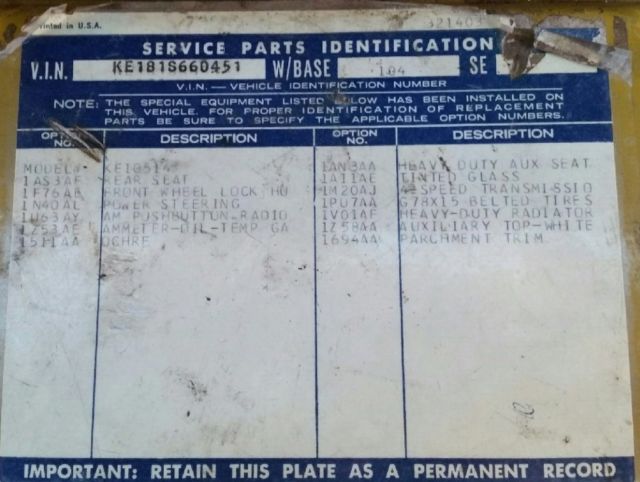 Printed in U.S.A. 321403
SERVICE PARTS IDENTIFICATION
V.I.N. KE181S660451 W/BASE 104 SE
V.I.N. — VEHICLE IDENTIFICATION NUMBER
NOTE: THE SPECIAL EQUIPMENT LISTED BELOW HAS BEEN INSTALLED ON
THIS VEHICLE. FOR PROPER IDENTIFICATION OF REPLACEMENT
PARTS BE SURE TO SPECIFY THE APPLICABLE OPTION NUMBERS.
OPTION NO. DESCRIPTION OPTION NO. DESCRIPTION
MODEL# 1AN3AA HEAVY DUTY AUX SEAT
1AS3AF REAR SEAT 1A11AE TINTED GLASS
1F76AE FRONT WHEEL LOCK HU 1M20AJ 4-SPEED TRANSMISSIO
1N40AL POWER STEERING 1PU7AA G78X15 BELTED TIRES
1U63AY AM PUSHBUTTON RADIO 1V01AF HEAVY-DUTY RADIATOR
1Z53AE AMMETER-OIL-TEMP GA 1Z58AA AUXILIARY TOP-WHITE
1511AA OCHRE 1694AA PARCHMENT TRIM
IMPORTANT: RETAIN THIS PLATE AS A PERMANENT RECORD